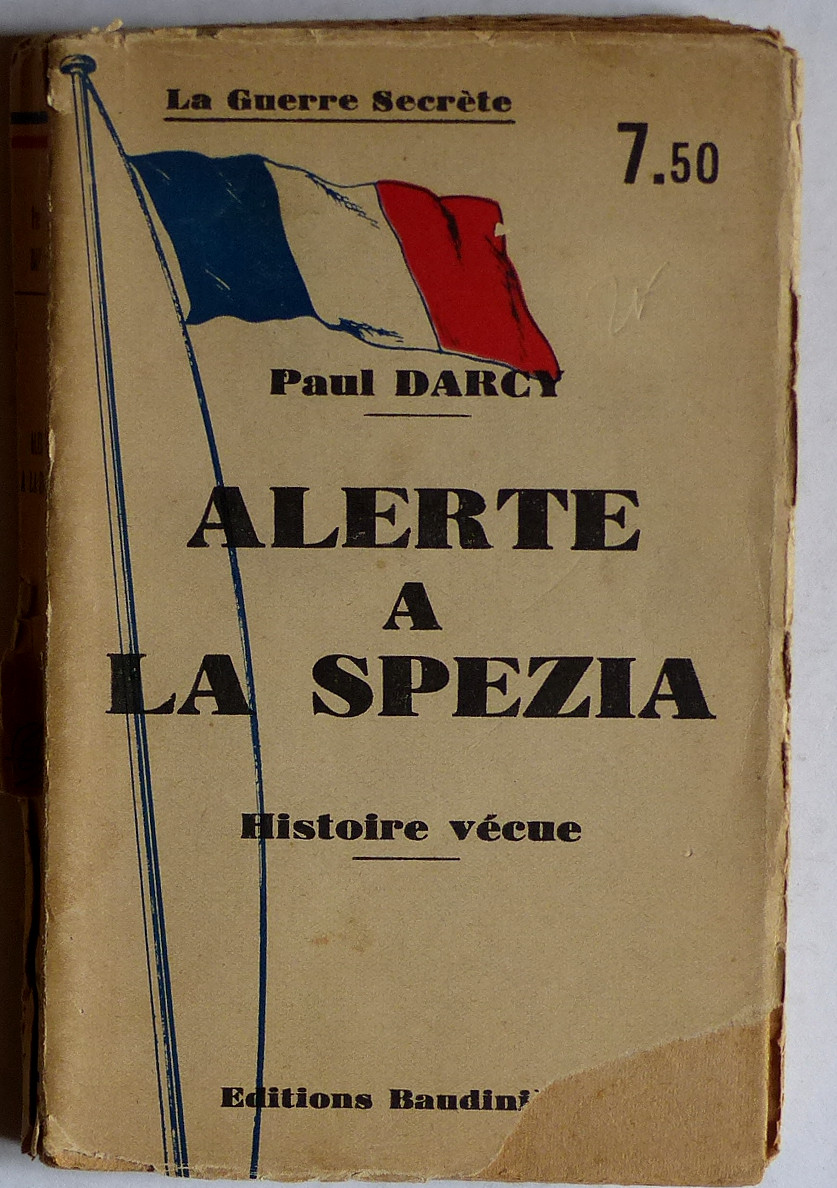 La Guerre Secrète
7.50
Paul DARCY
ALERTE
A
LA SPEZIA
Histoire vécue
Editions